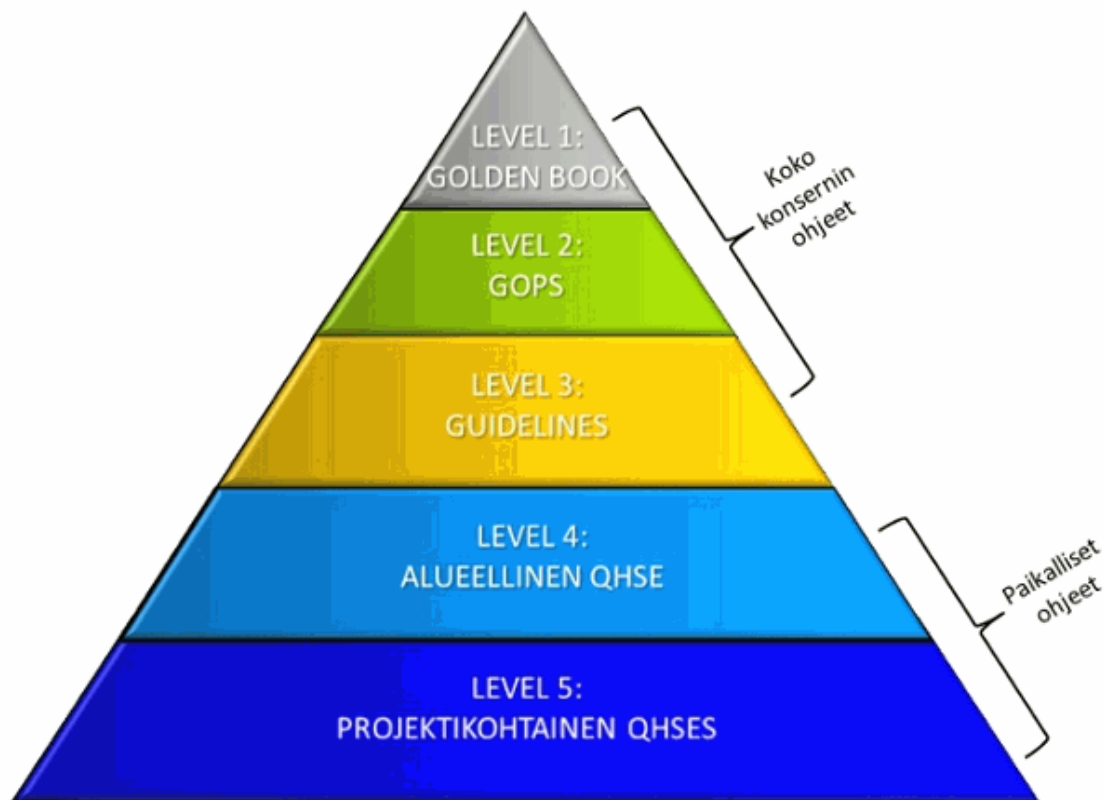 LEVEL 1:
GOLDEN BOOK
LEVEL 2:
GOPS
LEVEL 3:
GUIDELINES
LEVEL 4:
ALUEELLINEN QHSE
LEVEL 5:
PROJEKTIKOHTAINEN QHSES
Koko
konsernin
ohjeet
Paikalliset
ohjeet